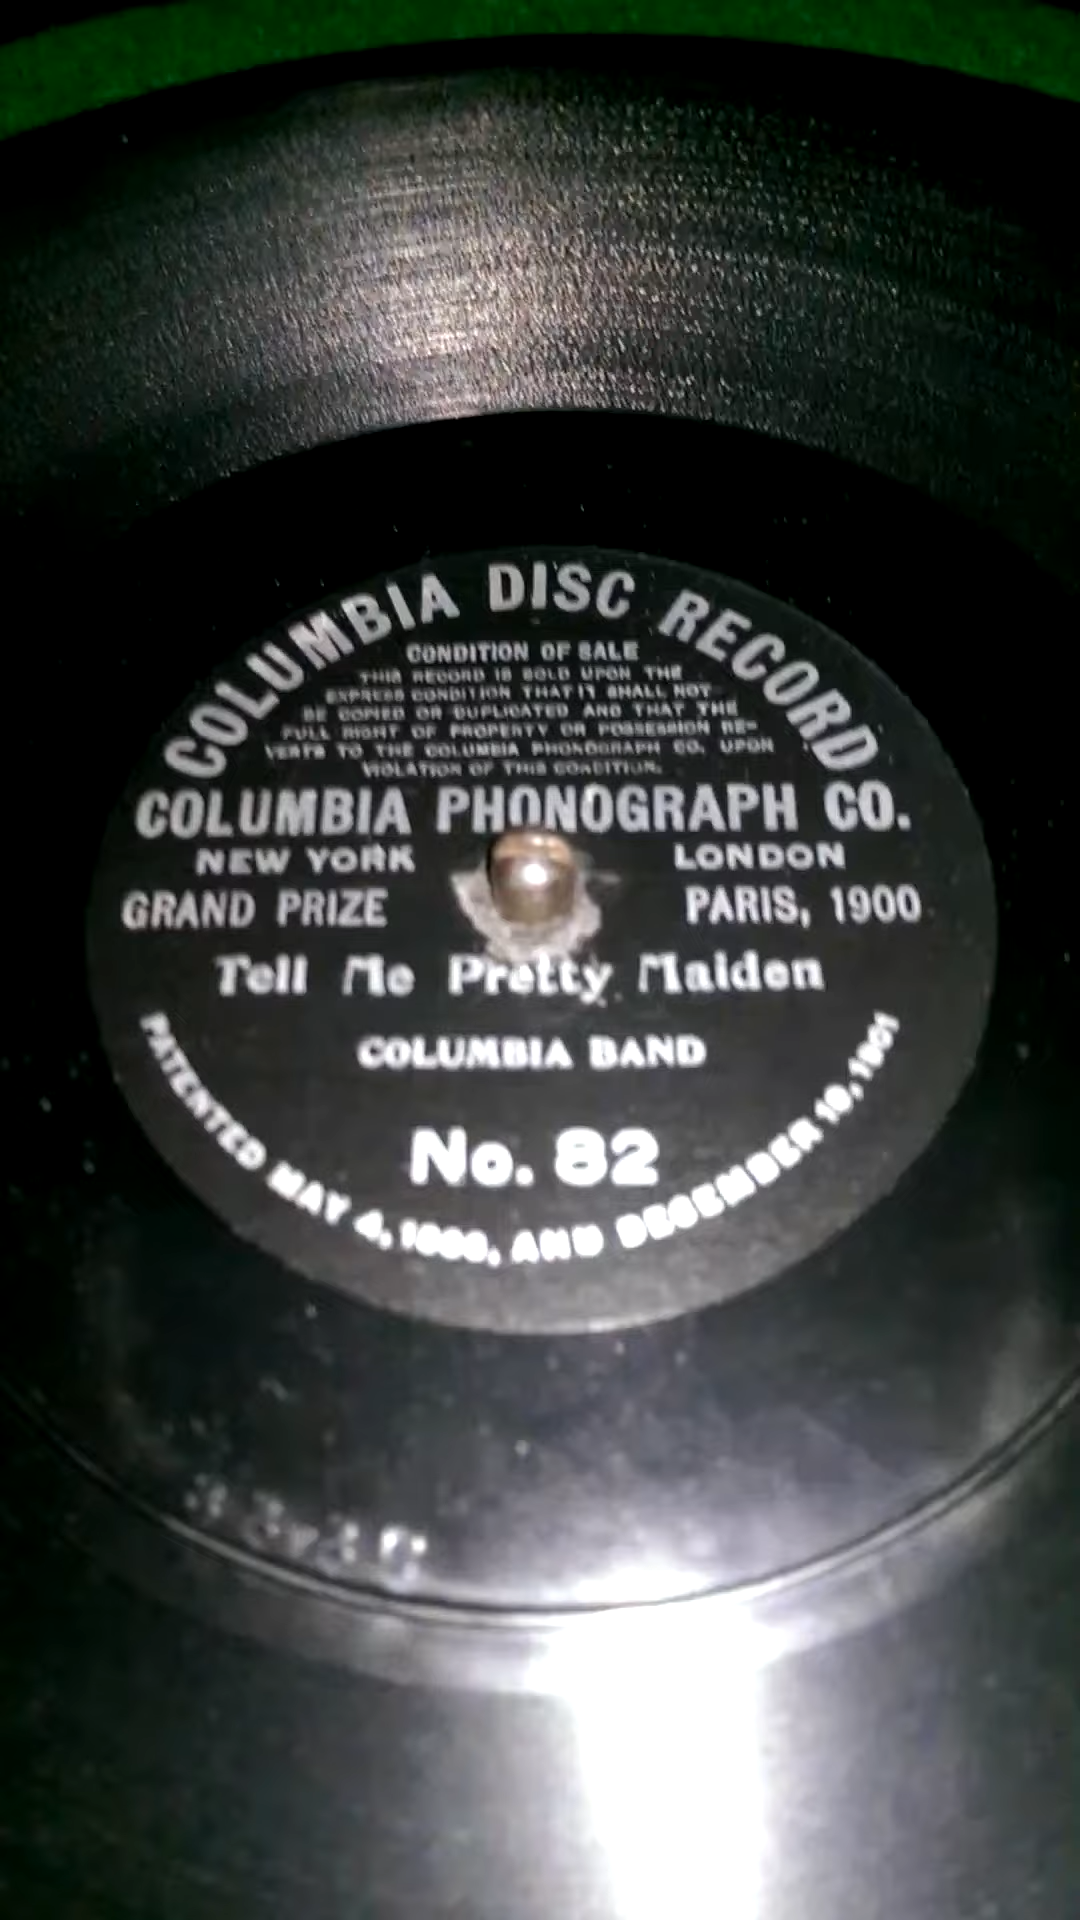 COLUMBIA DISC RECORD
CONDITION OF SALE
THIS RECORD IS SOLD UPON THE
EXPRESS CONDITION THAT IT SHALL NOT
BE COPIED OR DUPLICATED AND THAT THE
FULL RIGHT OF PROPERTY OR POSSESSION RE-
VERTS TO THE COLUMBIA PHONOGRAPH CO. UPON
VIOLATION OF THIS CONDITION.
COLUMBIA PHONOGRAPH CO.
NEW YORK LONDON
GRAND PRIZE PARIS, 1900
Tell Me Pretty Maiden
COLUMBIA BAND
No. 82
PATENTED MAY 4, AND DECEMBER 10, 1901